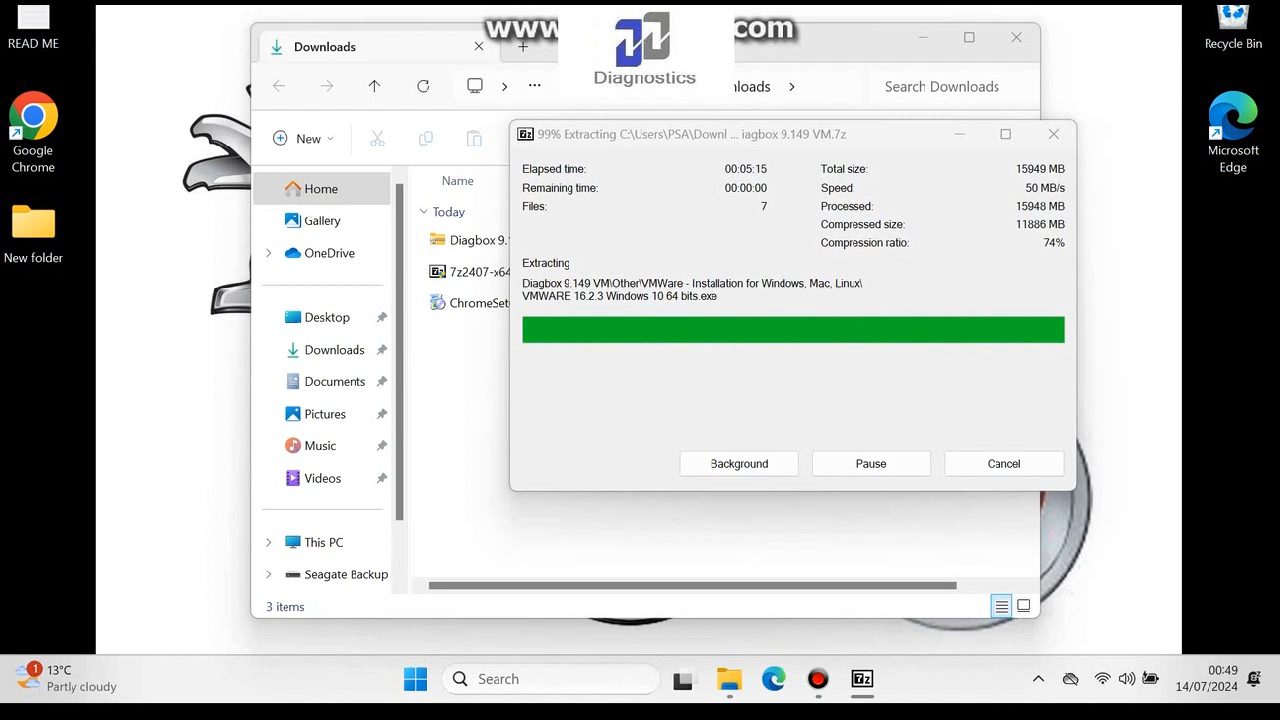 READ ME
Google
Chrome
New folder
www
.com
Diagnostics
Downloads
nloads
Search Downloads
New
Home
Gallery
OneDrive
Desktop
Downloads
Documents
Pictures
Music
Videos
This PC
Seagate Backup
3 items
Name
Today
Diagbox 9.1
7z2407-x64
ChromeSet
7z 99% Extracting C:\Users\PSA\Downl ... iagbox 9.149 VM.7z
Elapsed time: 00:05:15
Remaining time: 00:00:00
Files: 7
Total size: 15949 MB
Speed 50 MB/s
Processed: 15948 MB
Compressed size: 11886 MB
Compression ratio: 74%
Extracting
Diagbox 9.149 VM\Other\VMWare - Installation for Windows, Mac, Linux\
VMWARE 16.2.3 Windows 10 64 bits.exe
Background
Pause
Cancel
Recycle Bin
Microsoft
Edge
1
13°C
Partly cloudy
Search
7z
00:49
14/07/2024